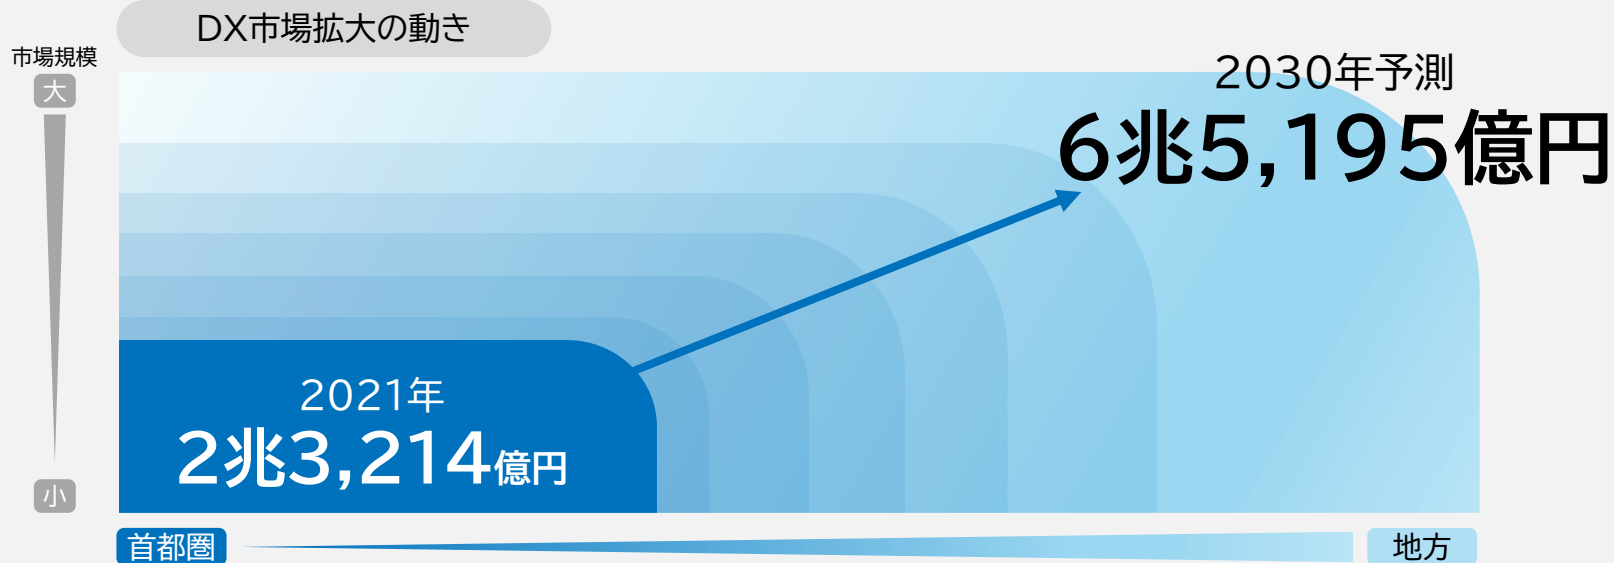 DX市場拡大の動き
市場規模
大
2030年予測
6兆5,195億円
2021年
2兆3,214億円
小
首都圏
地方